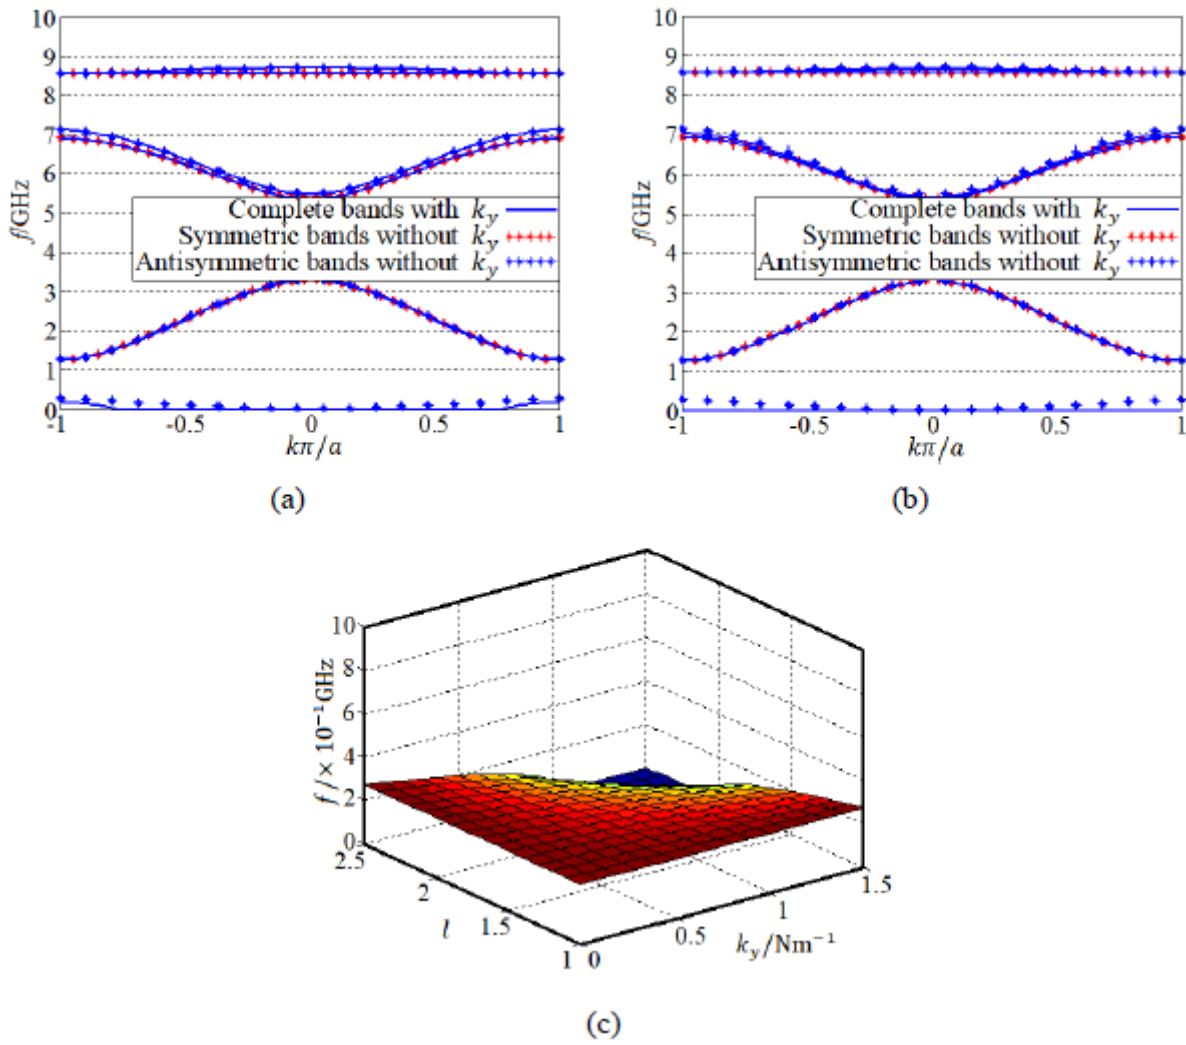 10
9
8
7
6
5
4
3
2
1
0
f/GHz
Complete bands with k_y
Symmetric bands without k_y
Antisymmetric bands without k_y
-1 -0.5 0 0.5 1
kπ/a
(a)
10
9
8
7
6
5
4
3
2
1
0
f/GHz
Complete bands with k_y
Symmetric bands without k_y
Antisymmetric bands without k_y
-1 -0.5 0 0.5 1
kπ/a
(b)
10
8
6
4
2
0
f/×10⁻¹GHz
2.5 2 1.5 1
l
0 0.5 1 1.5
k_y/Nm⁻¹
(c)